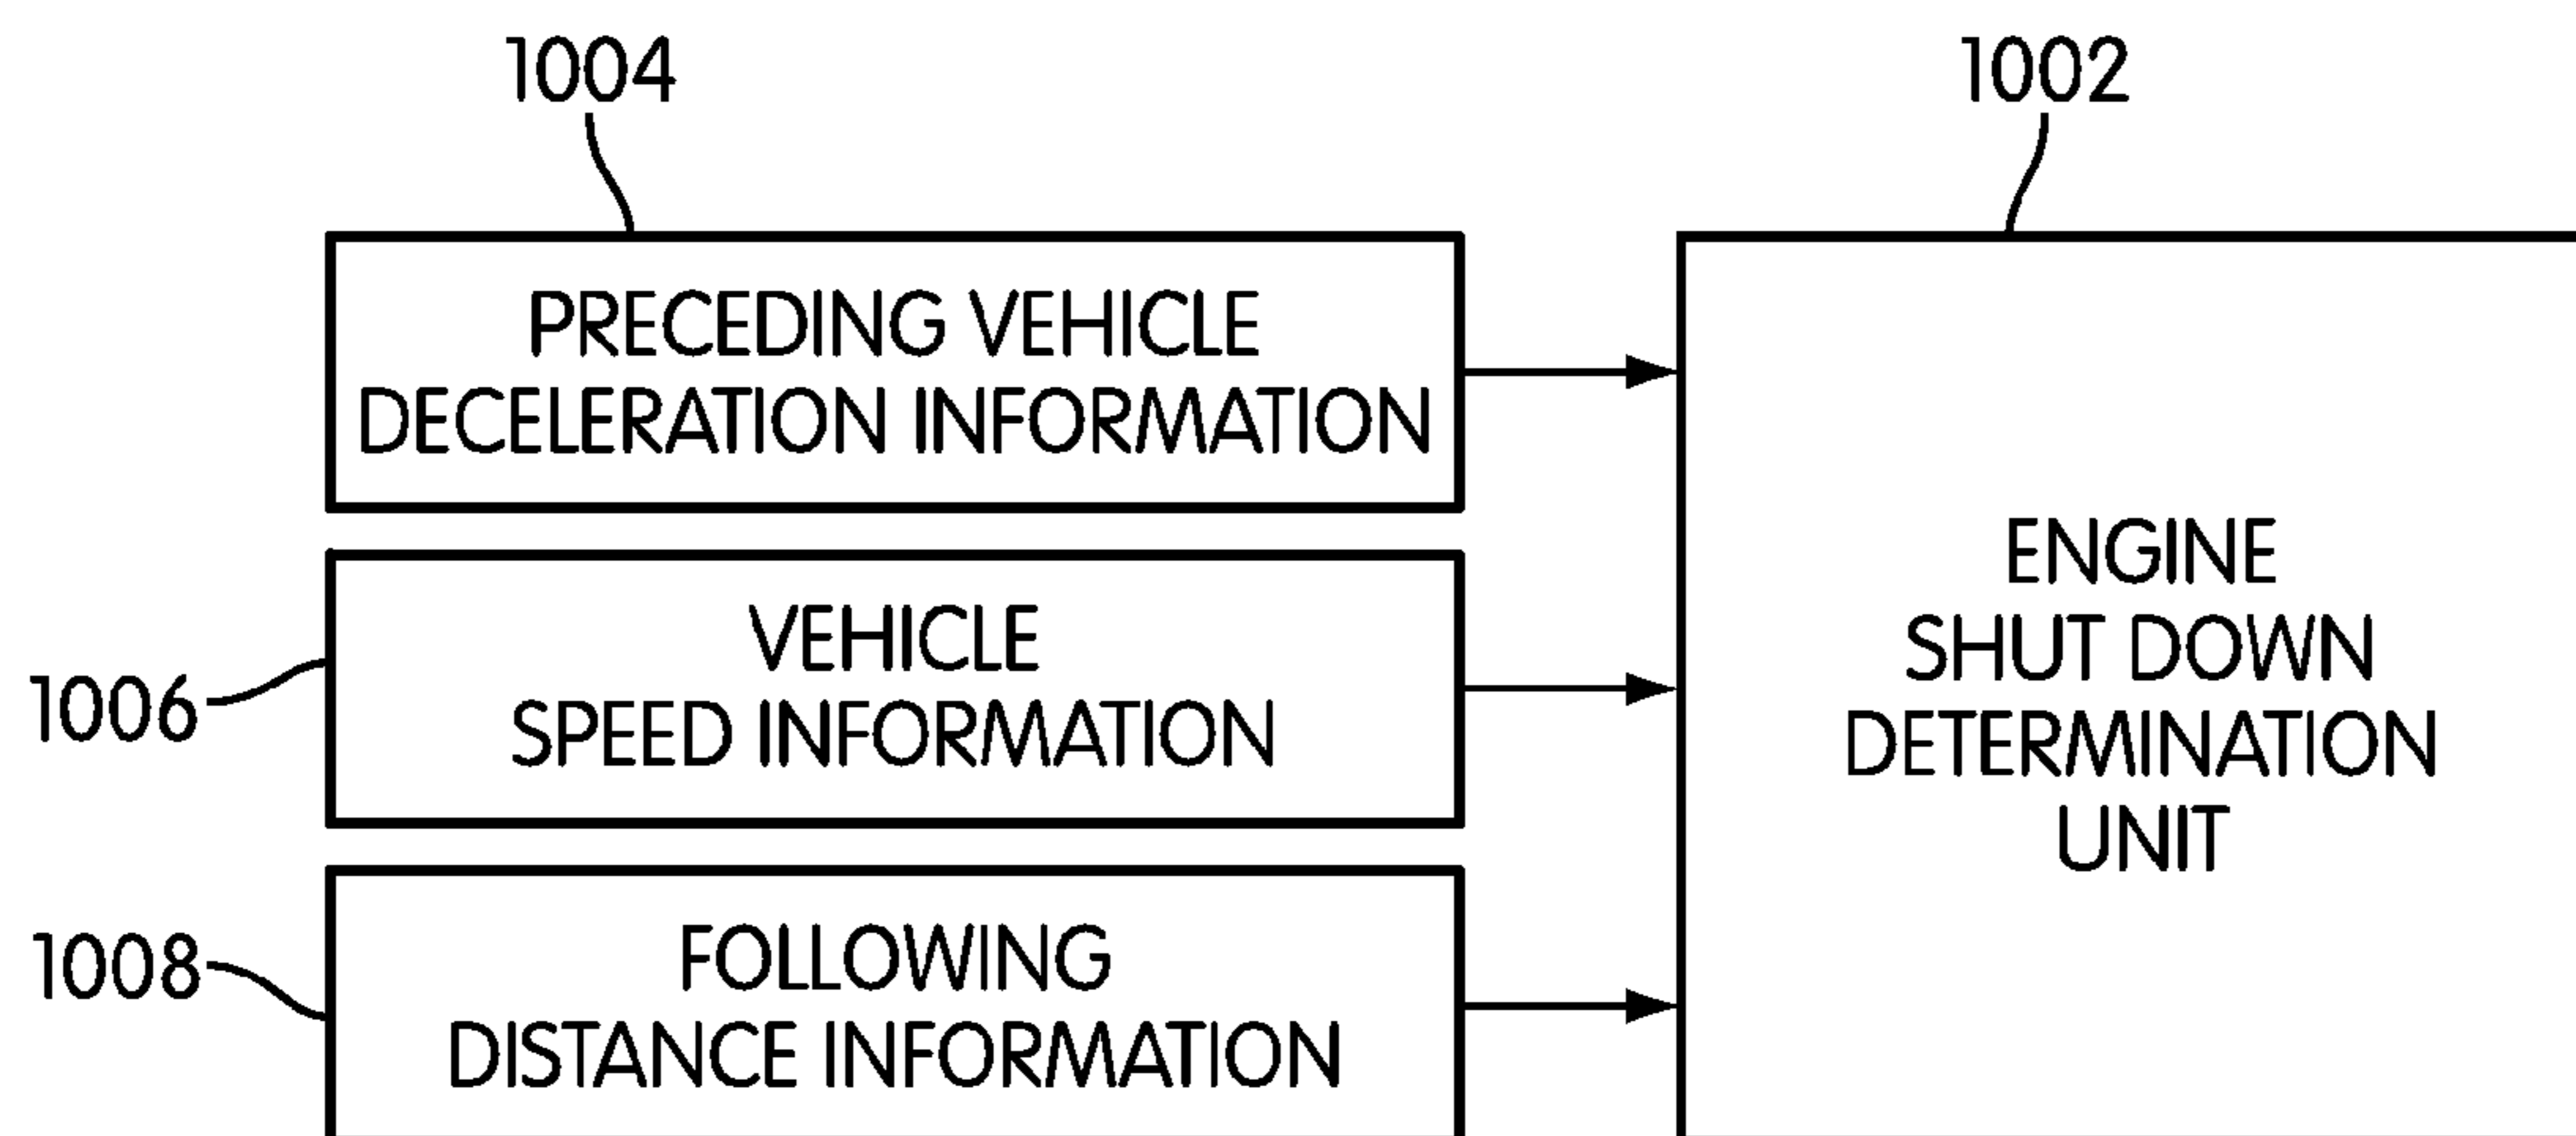 1004
1002
PRECEDING VEHICLE
DECELERATION INFORMATION
VEHICLE
SPEED INFORMATION
1006
FOLLOWING
DISTANCE INFORMATION
1008
ENGINE
SHUT DOWN
DETERMINATION
UNIT